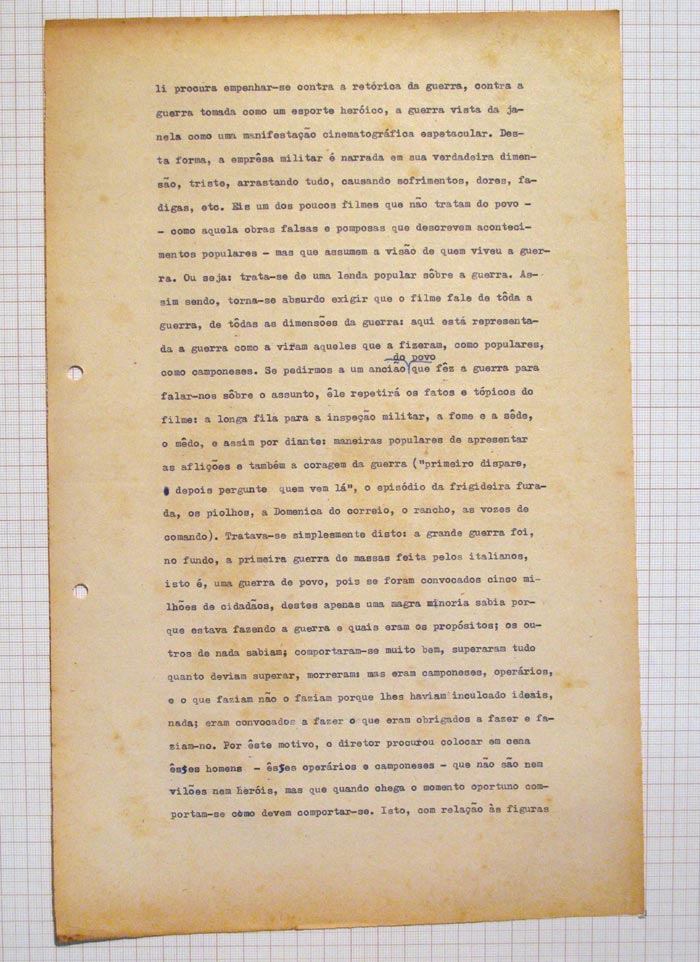 li procura empenhar-se contra a retórica da guerra, contra a
guerra tomada como um esporte heróico, a guerra vista da ja-
nela como uma manifestação cinematográfica espetacular. Des-
ta forma, a emprêsa militar é narrada em sua verdadeira dimen-
são, triste, arrastando tudo, causando sofrimentos, dores, fa-
digas, etc. Eis um dos poucos filmes que não tratam do povo -
- como aquela obras falsas e pomposas que descrevem aconteci-
mentos populares - mas que assumem a visão de quem viveu a guer-
ra. Ou seja: trata-se de uma lenda popular sôbre a guerra. As-
sim sendo, torna-se absurdo exigir que o filme fale de tôda a
guerra, de tôdas as dimensões da guerra: aqui está representa-
da a guerra como a viram aqueles que a fizeram, como populares,
do povo
como camponeses. Se pedirmos a um ancião que fêz a guerra para
falar-nos sôbre o assunto, êle repetirá os fatos e tópicos do
filme: a longa fila para a inspeção militar, a fome e a sêde,
o mêdo, e assim por diante: maneiras populares de apresentar
as aflições e também a coragem da guerra ("primeiro dispare,
depois pergunte quem vem lá", o episódio da frigideira fura-
da, os piolhos, a Domenica do correio, o rancho, as vozes de
comando). Tratava-se simplesmente disto: a grande guerra foi,
no fundo, a primeira guerra de massas feita pelos italianos,
isto é, uma guerra de povo, pois se foram convocados cinco mi-
lhões de cidadãos, destes apenas uma magra minoria sabia por-
que estava fazendo a guerra e quais eram os propósitos; os ou-
tros de nada sabiam; comportaram-se muito bem, superaram tudo
quanto deviam superar, morreram: mas eram camponeses, operários,
e o que faziam não o faziam porque lhes haviam inculcado ideais,
nada; eram convocados a fazer o que eram obrigados a fazer e fa-
ziam-no. Por êste motivo, o diretor procurou colocar em cena
êsses homens - êsses operários e camponeses - que não são nem
vilões nem heróis, mas que quando chega o momento oportuno com-
portam-se como devem comportar-se. Isto, com relação às figuras